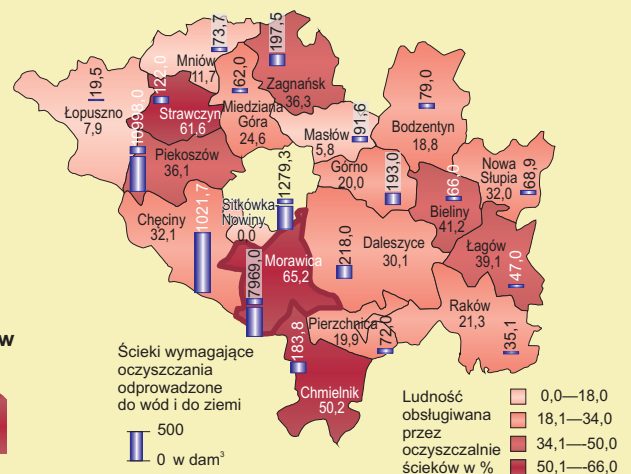 73,7
Mniów
11,7
197,5
Zagnańsk
36,3
19,5
Łopuszno
7,9
122,0
Strawczyn
61,6
62,0
Miedziana
Góra
24,6
Masłów
5,8
91,6
79,0
Bodzentyn
18,8
10998,0
Piekoszów
36,1
Górno
20,0
193,0
Nowa
Słupia
32,0
68,9
66,0
Bieliny
41,2
1279,3
Sitkówka-
Nowiny
0,0
Chęciny
32,1
1021,7
Daleszyce
30,1
218,0
Łagów
39,1
47,0
Morawica
65,2
7969,0
Raków
21,3
35,1
Pierzchnica
19,9
72,0
183,8
Chmielnik
50,2
w
Ścieki wymagające
oczyszczania
odprowadzone
do wód i do ziemi
500
0 w dam³
Ludność
obsługiwana
przez
oczyszczalnie
ścieków w %
0,0—18,0
18,1—34,0
34,1—-50,0
50,1—-66,0